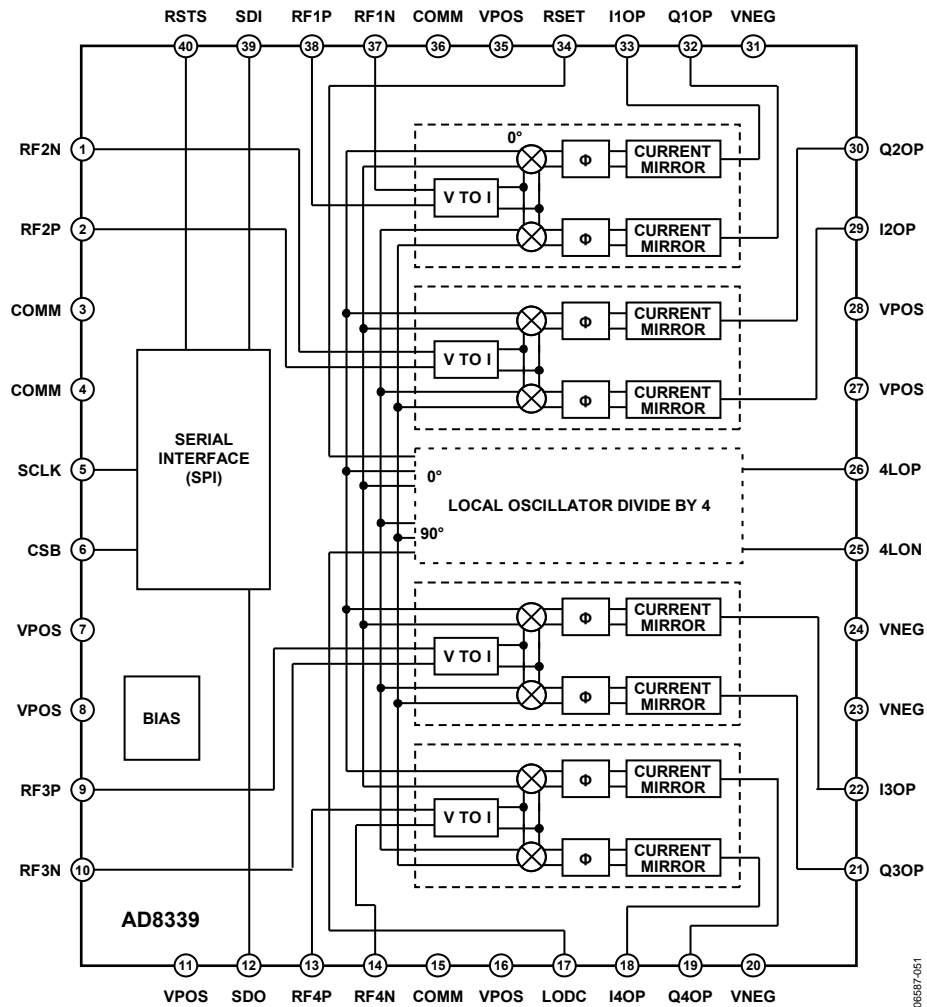 RSTS SDI RF1P RF1N COMM VPOS RSET I1OP Q1OP VNEG
40 39 38 37 36 35 34 33 32 31
0°
RF2N 1
V TO I
Φ CURRENT MIRROR
Φ CURRENT MIRROR
30 Q2OP
RF2P 2
29 I2OP
COMM 3
V TO I
Φ CURRENT MIRROR
Φ CURRENT MIRROR
28 VPOS
COMM 4
27 VPOS
SERIAL
INTERFACE
(SPI)
SCLK 5
0°
90°
LOCAL OSCILLATOR DIVIDE BY 4
26 4LOP
CSB 6
25 4LON
VPOS 7
V TO I
Φ CURRENT MIRROR
Φ CURRENT MIRROR
24 VNEG
VPOS 8
BIAS
23 VNEG
RF3P 9
V TO I
Φ CURRENT MIRROR
Φ CURRENT MIRROR
22 I3OP
RF3N 10
21 Q3OP
AD8339
11 12 13 14 15 16 17 18 19 20
VPOS SDO RF4P RF4N COMM VPOS LODC I4OP Q4OP VNEG
06587-051